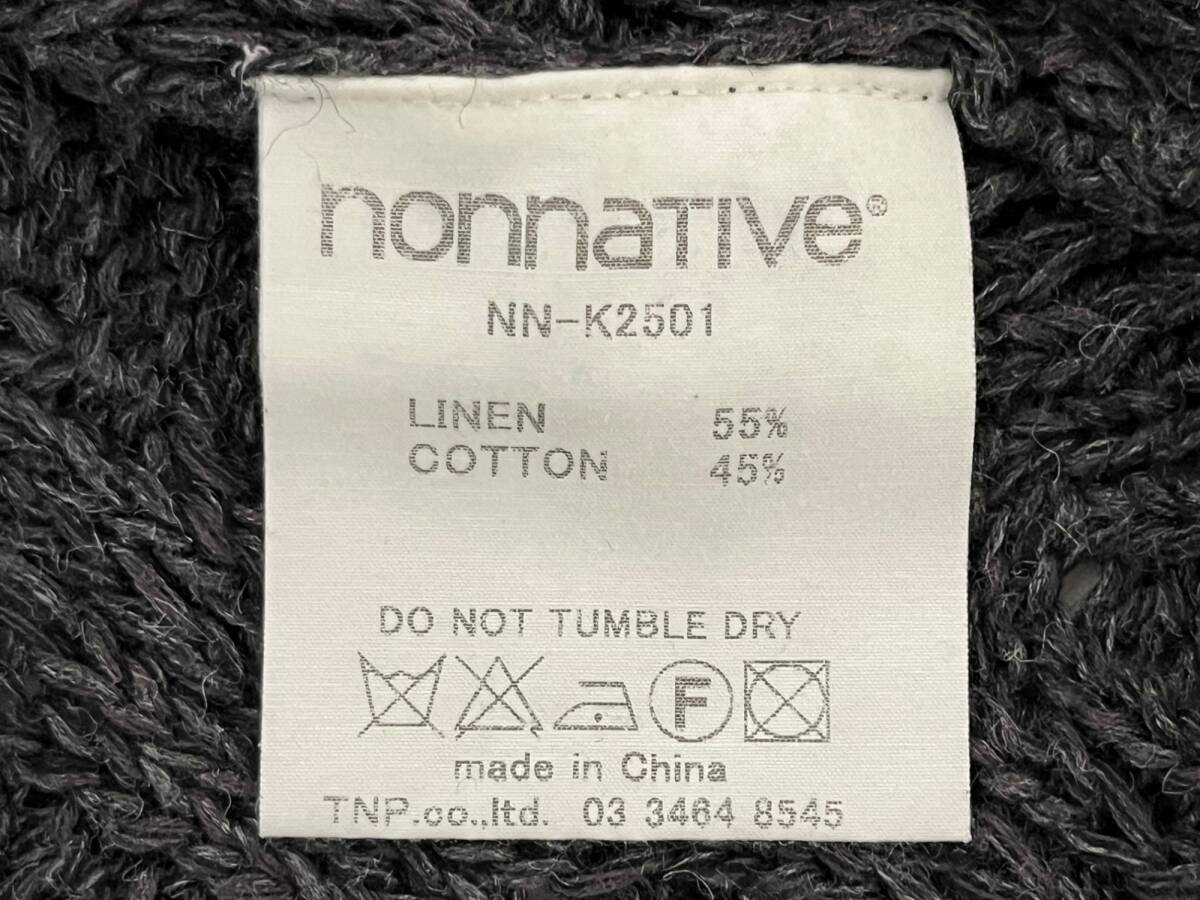 nonnative®
NN-K2501
LINEN 55%
COTTON 45%
DO NOT TUMBLE DRY
F
made in China
TNP.co.,ltd. 03 3464 8545